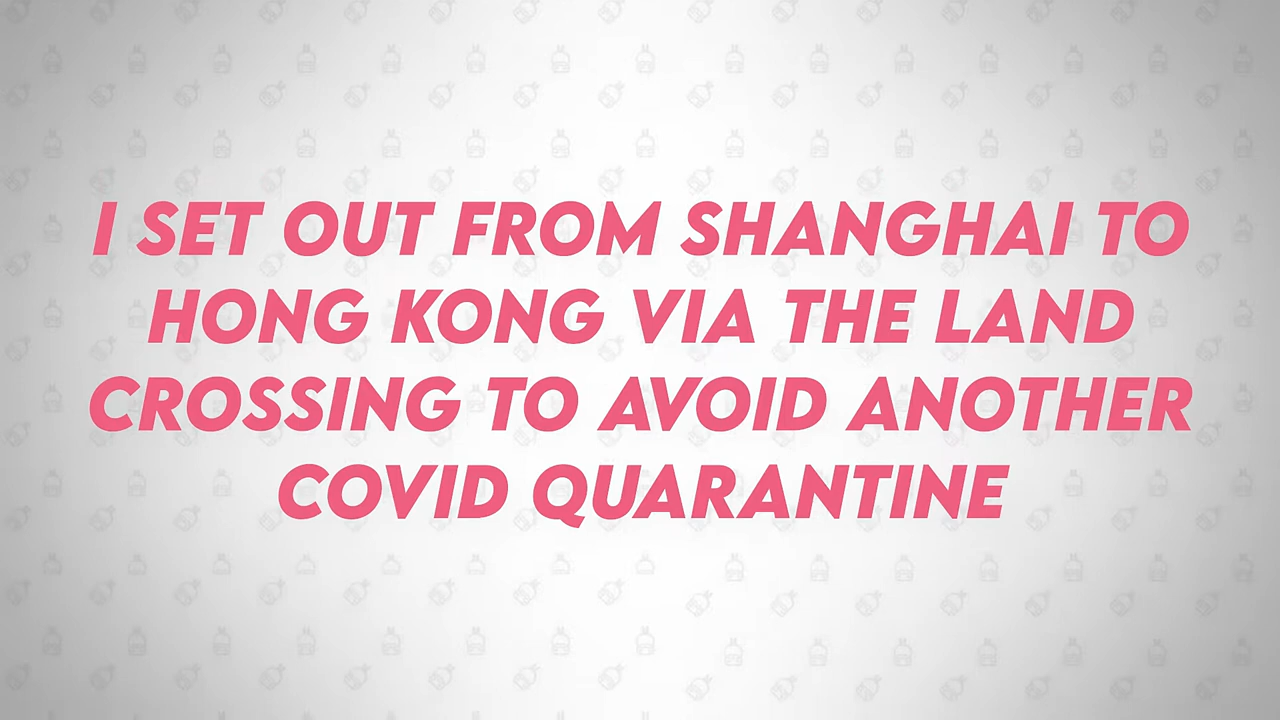 I SET OUT FROM SHANGHAI TO
HONG KONG VIA THE LAND
CROSSING TO AVOID ANOTHER
COVID QUARANTINE